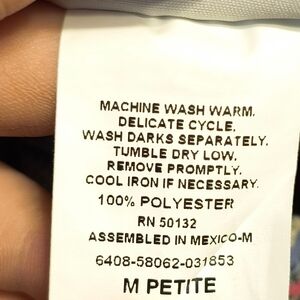 MACHINE WASH WARM.
DELICATE CYCLE.
WASH DARKS SEPARATELY.
TUMBLE DRY LOW.
REMOVE PROMPTLY.
COOL IRON IF NECESSARY.
100% POLYESTER
RN 50132
ASSEMBLED IN MEXICO-M
6408-58062-031853
M PETITE